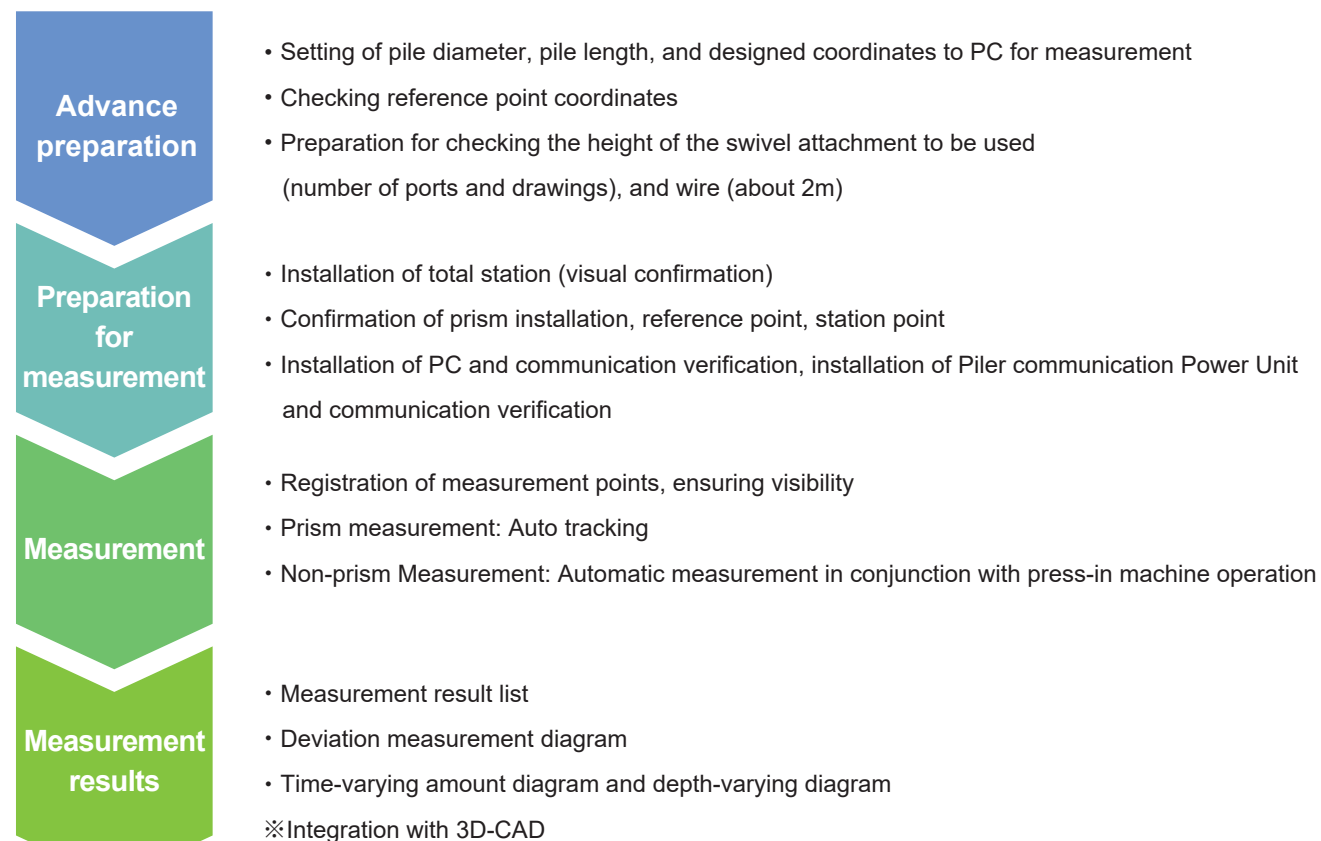 Advance
preparation
・Setting of pile diameter, pile length, and designed coordinates to PC for measurement
・Checking reference point coordinates
・Preparation for checking the height of the swivel attachment to be used
(number of ports and drawings), and wire (about 2m)
Preparation
for
measurement
・Installation of total station (visual confirmation)
・Confirmation of prism installation, reference point, station point
・Installation of PC and communication verification, installation of Piler communication Power Unit
and communication verification
Measurement
・Registration of measurement points, ensuring visibility
・Prism measurement: Auto tracking
・Non-prism Measurement: Automatic measurement in conjunction with press-in machine operation
Measurement
results
・Measurement result list
・Deviation measurement diagram
・Time-varying amount diagram and depth-varying diagram
※Integration with 3D-CAD